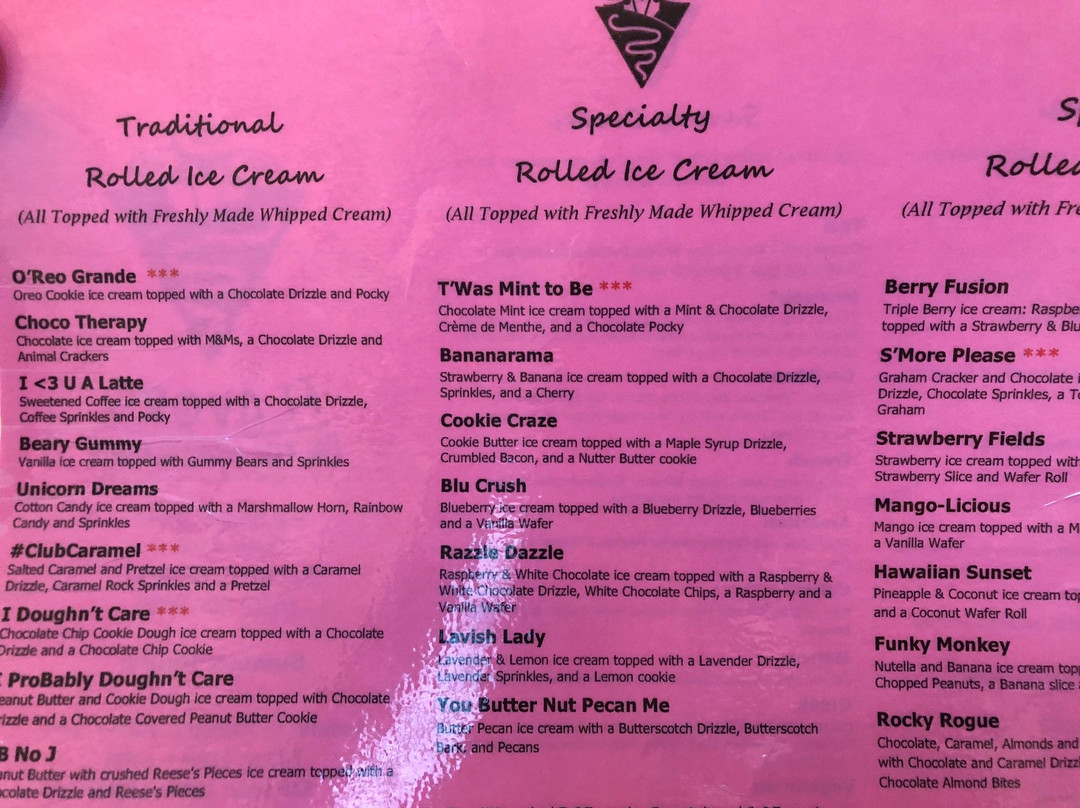 Traditional
Rolled Ice Cream
(All Topped with Freshly Made Whipped Cream)
O'Reo Grande ***
Oreo Cookie ice cream topped with a Chocolate Drizzle and Pocky
Choco Therapy
Chocolate ice cream topped with M&Ms, a Chocolate Drizzle and
Animal Crackers
I <3 U A Latte
Sweetened Coffee ice cream topped with a Chocolate Drizzle,
Coffee Sprinkles and Pocky
Beary Gummy
Vanilla ice cream topped with Gummy Bears and Sprinkles
Unicorn Dreams
Cotton Candy ice cream topped with a Marshmallow Horn, Rainbow
Candy and Sprinkles
#ClubCaramel ***
Salted Caramel and Pretzel ice cream topped with a Caramel
Drizzle, Caramel Rock Sprinkles and a Pretzel
I Doughn't Care ***
Chocolate Chip Cookie Dough ice cream topped with a Chocolate
Drizzle and a Chocolate Chip Cookie
I ProBably Doughn't Care
eanut Butter and Cookie Dough ice cream topped with Chocolate
rizzle and a Chocolate Covered Peanut Butter Cookie
B No J
anut Butter with crushed Reese's Pieces ice cream topped with a
ocolate Drizzle and Reese's Pieces
Specialty
Rolled Ice Cream
(All Topped with Freshly Made Whipped Cream)
T'Was Mint to Be ***
Chocolate Mint ice cream topped with a Mint & Chocolate Drizzle,
Crème de Menthe, and a Chocolate Pocky
Bananarama
Strawberry & Banana ice cream topped with a Chocolate Drizzle,
Sprinkles, and a Cherry
Cookie Craze
Cookie Butter ice cream topped with a Maple Syrup Drizzle,
Crumbled Bacon, and a Nutter Butter cookie
Blu Crush
Blueberry ice cream topped with a Blueberry Drizzle, Blueberries
and a Vanilla Wafer
Razzle Dazzle
Raspberry & White Chocolate ice cream topped with a Raspberry &
White Chocolate Drizzle, White Chocolate Chips, a Raspberry and a
Vanilla Wafer
Lavish Lady
Lavender & Lemon ice cream topped with a Lavender Drizzle,
Lavender Sprinkles, and a Lemon cookie
You Butter Nut Pecan Me
Butter Pecan ice cream with a Butterscotch Drizzle, Butterscotch
Bark, and Pecans
Sp
Rolled
(All Topped with Fre
Berry Fusion
Triple Berry ice cream: Raspbe
topped with a Strawberry & Blu
S'More Please ***
Graham Cracker and Chocolate i
Drizzle, Chocolate Sprinkles, a To
Graham
Strawberry Fields
Strawberry ice cream topped with
Strawberry Slice and Wafer Roll
Mango-Licious
Mango ice cream topped with a M
a Vanilla Wafer
Hawaiian Sunset
Pineapple & Coconut ice cream top
and a Coconut Wafer Roll
Funky Monkey
Nutella and Banana ice cream topp
Chopped Peanuts, a Banana slice
Rocky Rogue
Chocolate, Caramel, Almonds and
with Chocolate and Caramel Drizzl
Chocolate Almond Bites